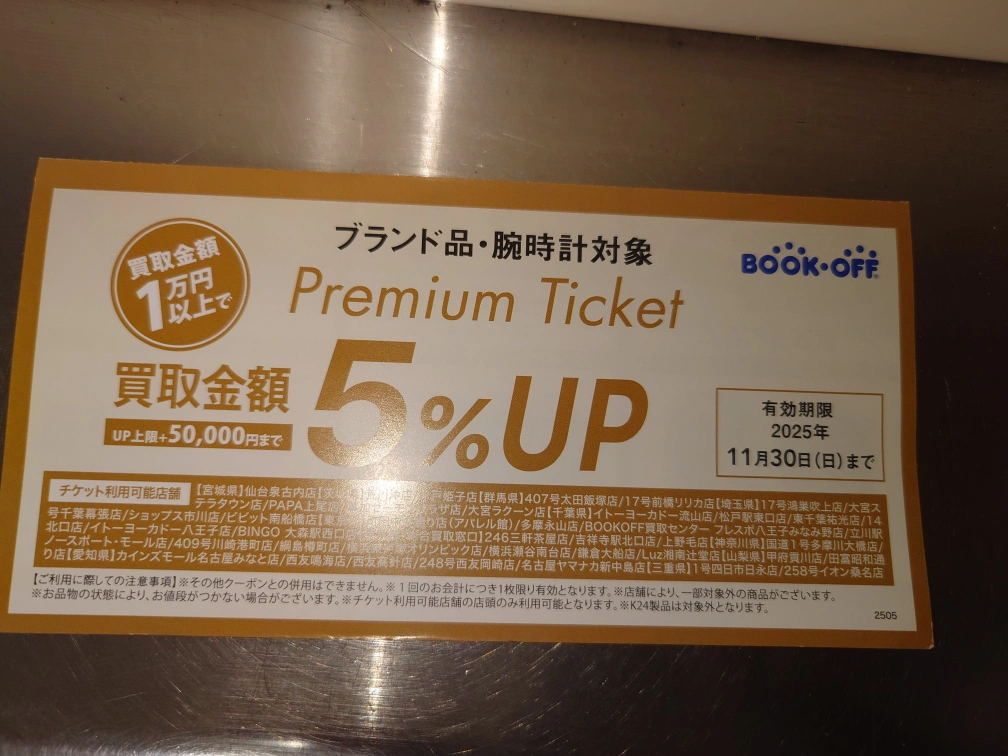 ブランド品・腕時計対象
BOOK・OFF
買取金額
1万円
以上で
Premium Ticket
買取金額
5%UP
UP上限+50,000円まで
有効期限
2025年
11月30日(日)まで
チケット利用可能店舗
【宮城県】仙台泉古内店 戸姫子店【群馬県】407号太田飯塚店/17号前橋リリカ店【埼玉県】17号鴻巣吹上店/大宮ス
テラタウン店/PAPA上尾店 ラザ店/大宮ラクーン店【千葉県】イトーヨーカドー流山店/松戸駅東口店/東千葉祐光店/14
号千葉幕張店/ショップス市川店/ビビット南船橋店 り店(アパレル館)/多摩永山店/BOOKOFF買取センター フレスポ八王子みなみ野店/立川駅
北口店/イトーヨーカドー八王子店/BINGO 大森駅西口店 合買取窓口】246三軒茶屋店/吉祥寺駅北口店/上野毛店【神奈川県】国道1号多摩川大橋店/
ノースポート・モール店/409号川崎港町店/綱島樽町店/ オリンピック店/横浜瀬谷南台店/鎌倉大船店/Luz湘南辻堂店【山梨県】甲府貢川店/田富昭和通
り店【愛知県】カインズモール名古屋みなと店/西友鳴海店/西友高針店/248号西友岡崎店/名古屋ヤマナカ新中島店【三重県】1号四日市日永店/258号イオン桑名店
【ご利用に際しての注意事項】※その他クーポンとの併用はできません。※1回のお会計につき1枚限り有効となります。※店舗により、一部対象外の商品がございます。
※お品物の状態により、お値段がつかない場合がございます。※チケット利用可能店舗の店頭のみ利用可能となります。※K24製品は対象外となります。
2505